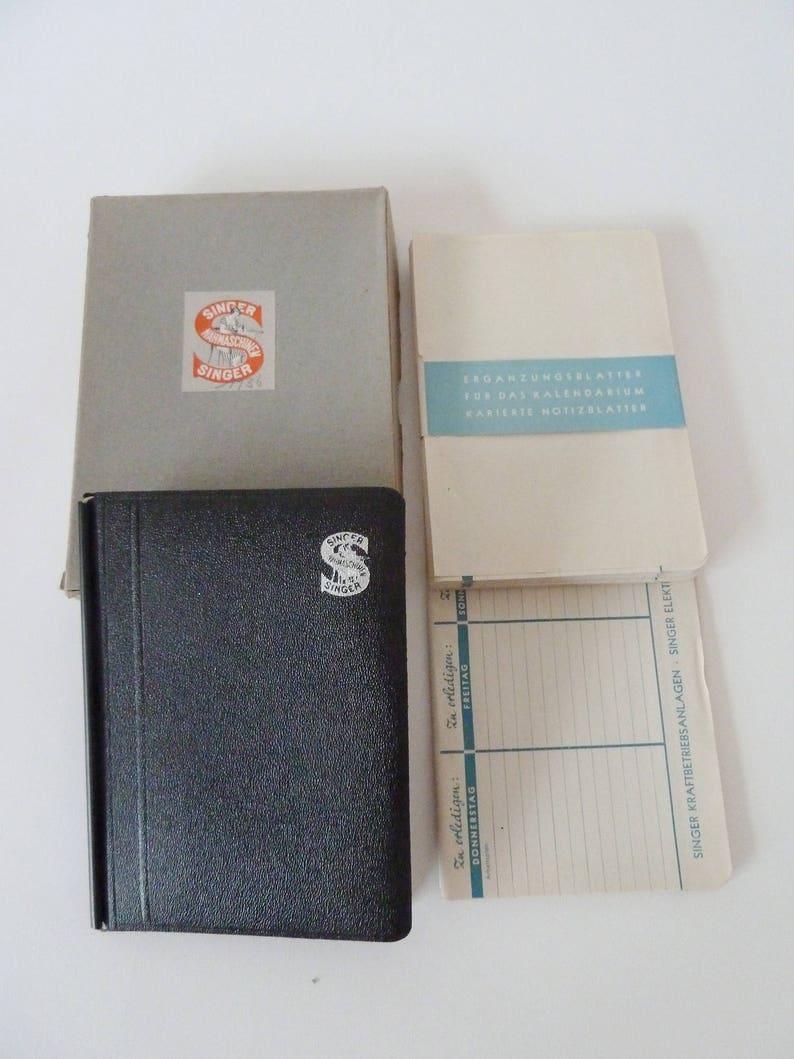 SINGER
NÄHMASCHINEN
SINGER
ERGÄNZUNGSBLÄTTER
FÜR DAS KALENDARIUM
KARIERTE NOTIZBLÄTTER
SINGER
NÄHMASCHINEN
SINGER
Zu erledigen:
FREITAG
Zu erledigen:
DONNERSTAG
SINGER KRAFTBETRIEBSANLAGEN · SINGER ELEKT